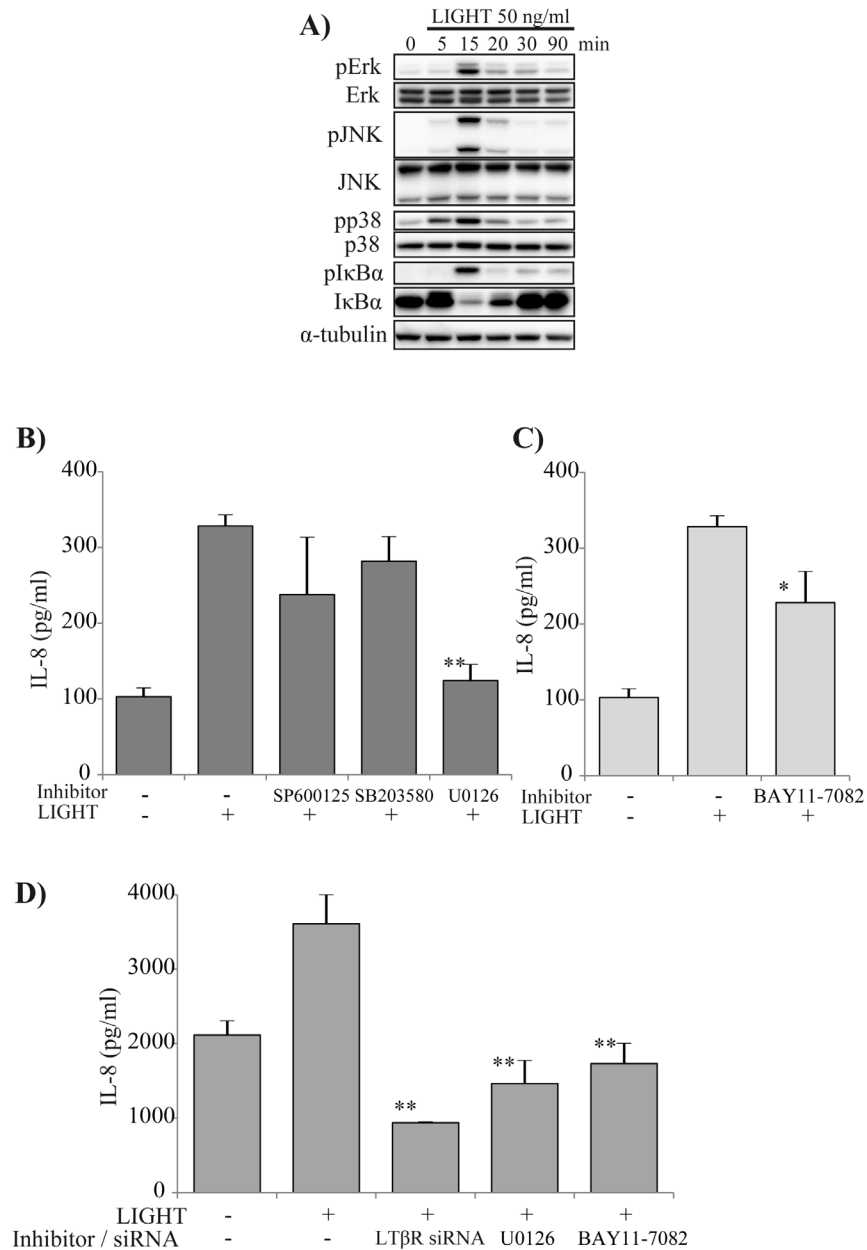 A)
LIGHT 50 ng/ml
0 5 15 20 30 90 min
pErk
Erk
pJNK
JNK
pp38
p38
pIκBα
IκBα
α-tubulin
B)
IL-8 (pg/ml)
400
300
200
100
0
Inhibitor - - SP600125 SB203580 U0126
LIGHT - + + + +
**
C)
IL-8 (pg/ml)
400
300
200
100
0
Inhibitor - - BAY11-7082
LIGHT - + +
*
D)
IL-8 (pg/ml)
4000
3000
2000
1000
0
** ** **
LIGHT - + + + +
Inhibitor / siRNA - - LTβR siRNA U0126 BAY11-7082